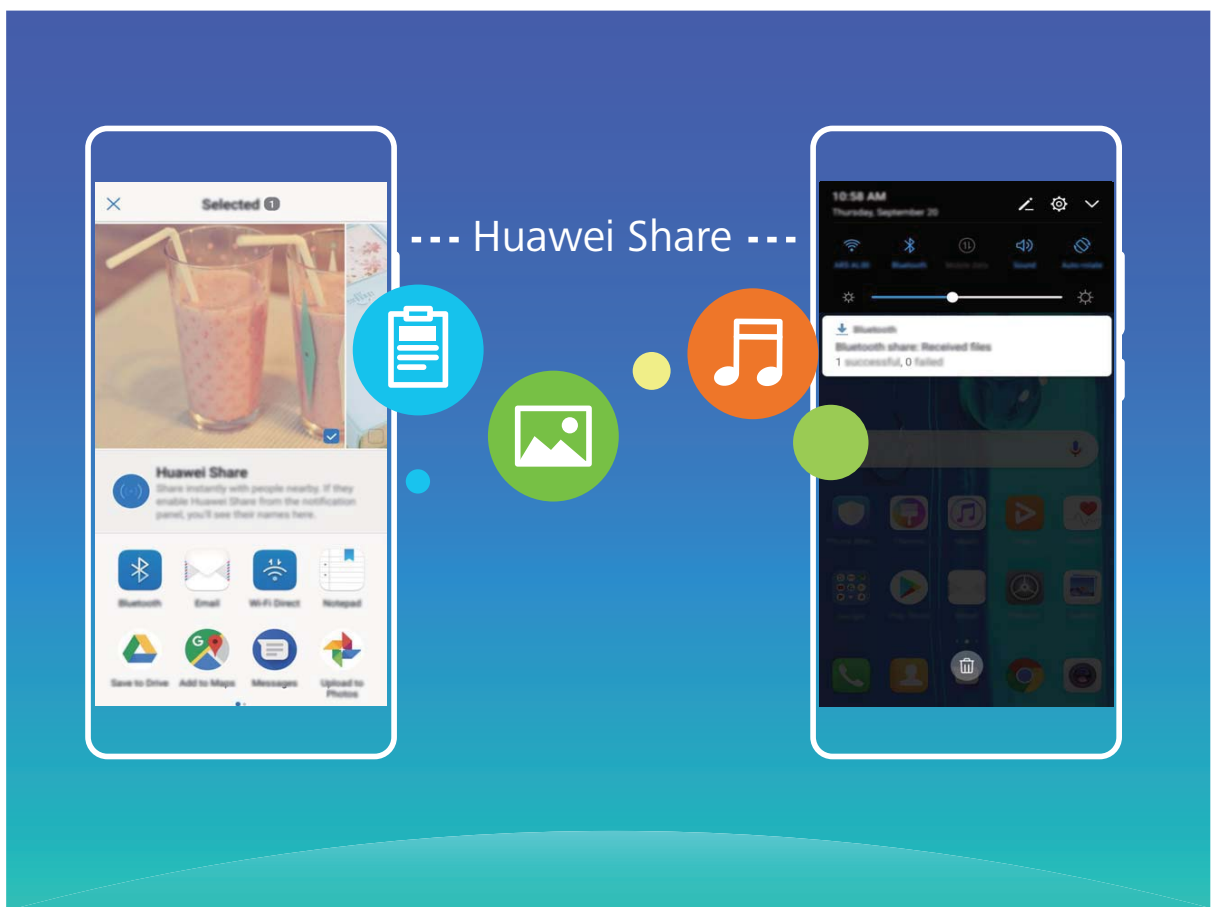 Selected 1
Huawei Share
Share instantly with people nearby. If they
enable Huawei Share from the notification
panel, you'll see their names here.
Bluetooth Email Wi-Fi Direct Notepad
Save to Drive Add to Maps Messages Upload to
Photos
--- Huawei Share ---
10:58 AM
Thursday, September 20
Bluetooth Mobile data Sound Auto-rotate
Bluetooth
Bluetooth share: Received files
1 successful, 0 failed